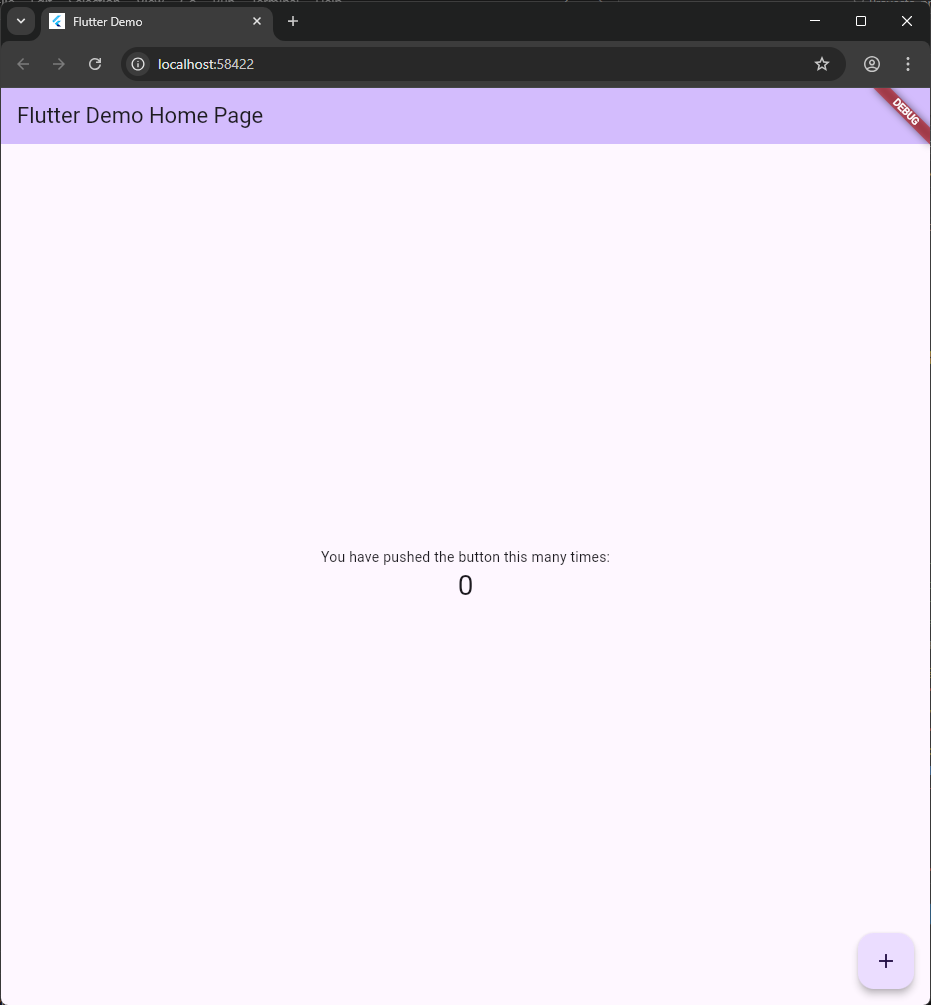 Flutter Demo
localhost:58422
Flutter Demo Home Page
DEBUG
You have pushed the button this many times:
0